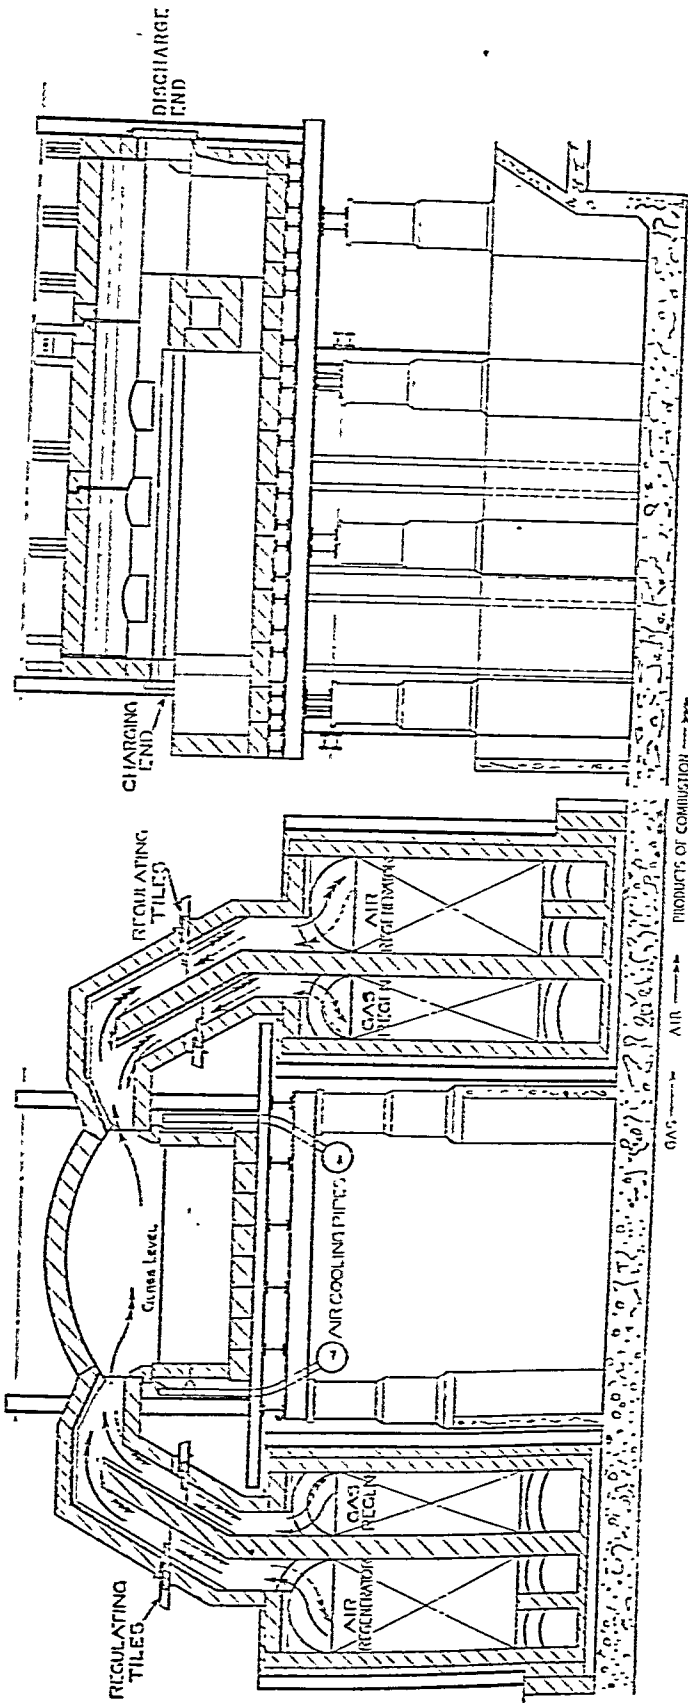 REGULATING
TILES
REGULATING
TILES
CHARGING
END
DISCHARGE
END
GLASS LEVEL
AIR COOLING PIPES
AIR
REGENERATOR
GAS
REGEN
GAS
REGEN
AIR
REGENERATOR
GAS
AIR
PRODUCTS OF COMBUSTION